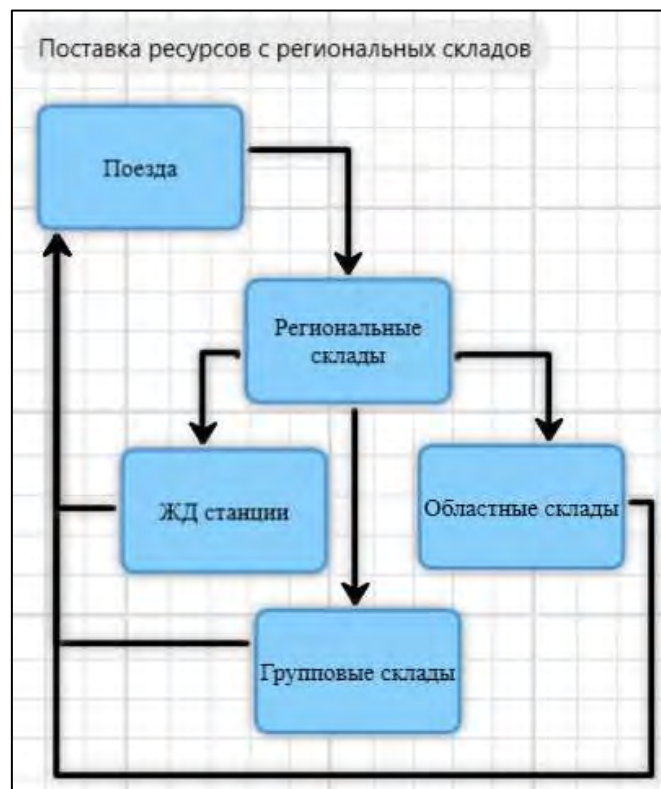 Поставка ресурсов с региональных складов
Поезда
Региональные
склады
ЖД станции
Областные склады
Групповые склады